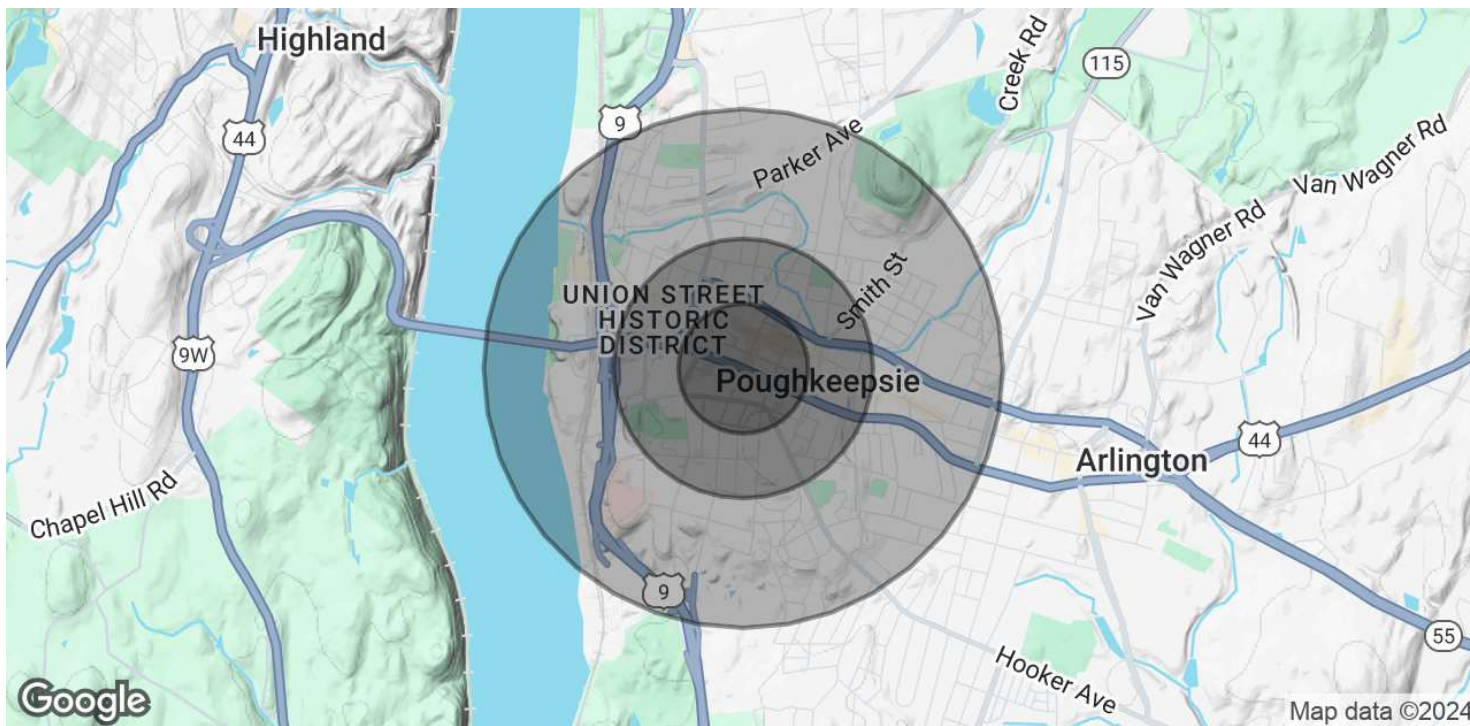 Highland
44
9
115
Creek Rd
Parker Ave
Van Wagner Rd
Van Wagner Rd
Smith St
UNION STREET
HISTORIC
DISTRICT
9W
Poughkeepsie
44
Arlington
Chapel Hill Rd
9
55
Hooker Ave
Google
Map data ©2024